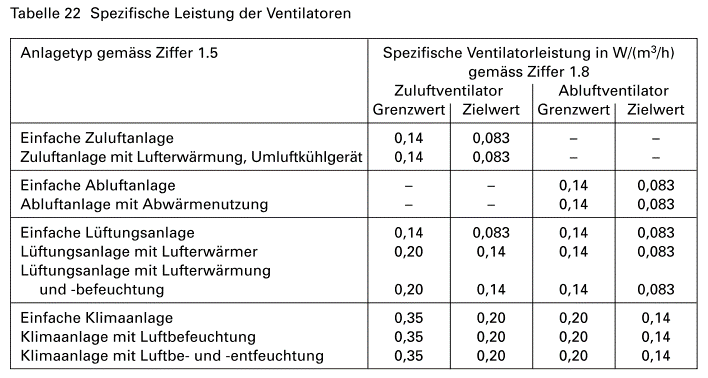 Tabelle 22 Spezifische Leistung der Ventilatoren
Anlagetyp gemäss Ziffer 1.5 Spezifische Ventilatorleistung in W/(m³/h)
gemäss Ziffer 1.8
Zuluftventilator Abluftventilator
Grenzwert Zielwert Grenzwert Zielwert
Einfache Zuluftanlage 0,14 0,083 – –
Zuluftanlage mit Lufterwärmung, Umluftkühlgerät 0,14 0,083 – –
Einfache Abluftanlage – – 0,14 0,083
Abluftanlage mit Abwärmenutzung – – 0,14 0,083
Einfache Lüftungsanlage 0,14 0,083 0,14 0,083
Lüftungsanlage mit Lufterwärmer 0,20 0,14 0,14 0,083
Lüftungsanlage mit Lufterwärmung
und -befeuchtung 0,20 0,14 0,14 0,083
Einfache Klimaanlage 0,35 0,20 0,20 0,14
Klimaanlage mit Luftbefeuchtung 0,35 0,20 0,20 0,14
Klimaanlage mit Luftbe- und -entfeuchtung 0,35 0,20 0,20 0,14